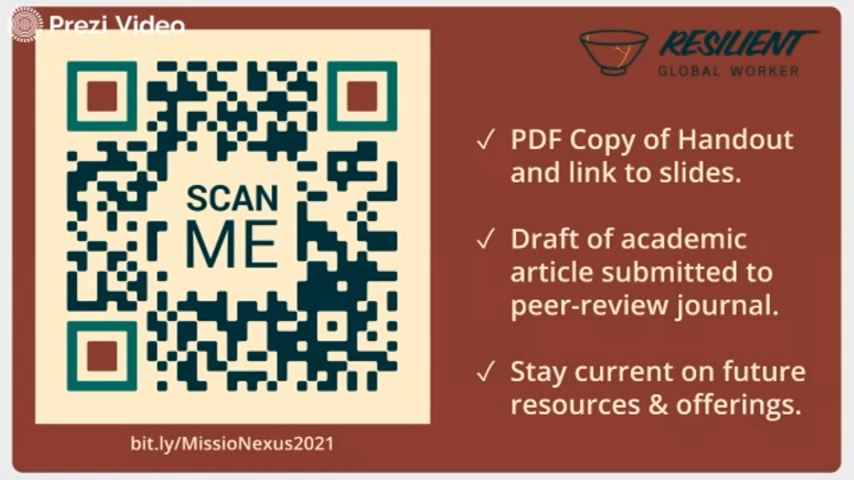 Prezi Video
SCAN
ME
bit.ly/MissioNexus2021
RESILIENT
GLOBAL WORKER
✓ PDF Copy of Handout
and link to slides.
✓ Draft of academic
article submitted to
peer-review journal.
✓ Stay current on future
resources & offerings.